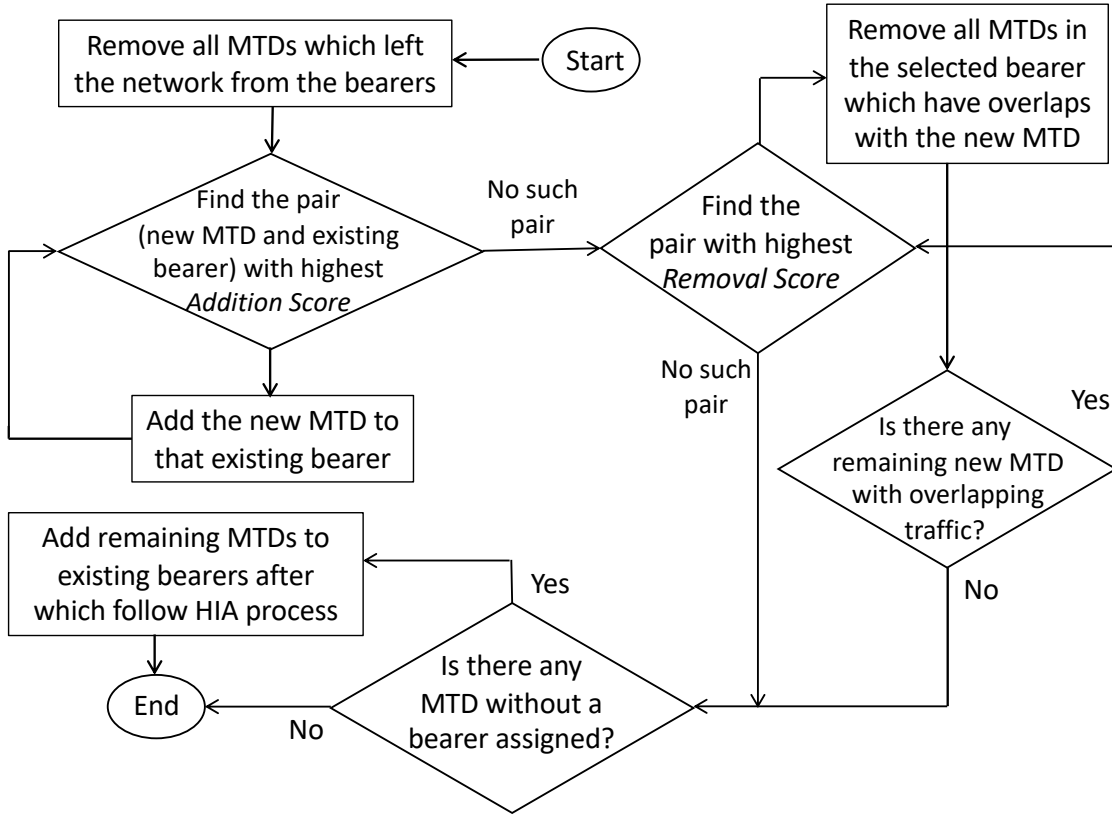 Start
Remove all MTDs which left
the network from the bearers
Find the pair
(new MTD and existing
bearer) with highest
Addition Score
No such
pair
Add the new MTD to
that existing bearer
Find the
pair with highest
Removal Score
Remove all MTDs in
the selected bearer
which have overlaps
with the new MTD
No such
pair
Yes
Is there any
remaining new MTD
with overlapping
traffic?
No
Is there any
MTD without a
bearer assigned?
Yes
Add remaining MTDs to
existing bearers after
which follow HIA process
No
End